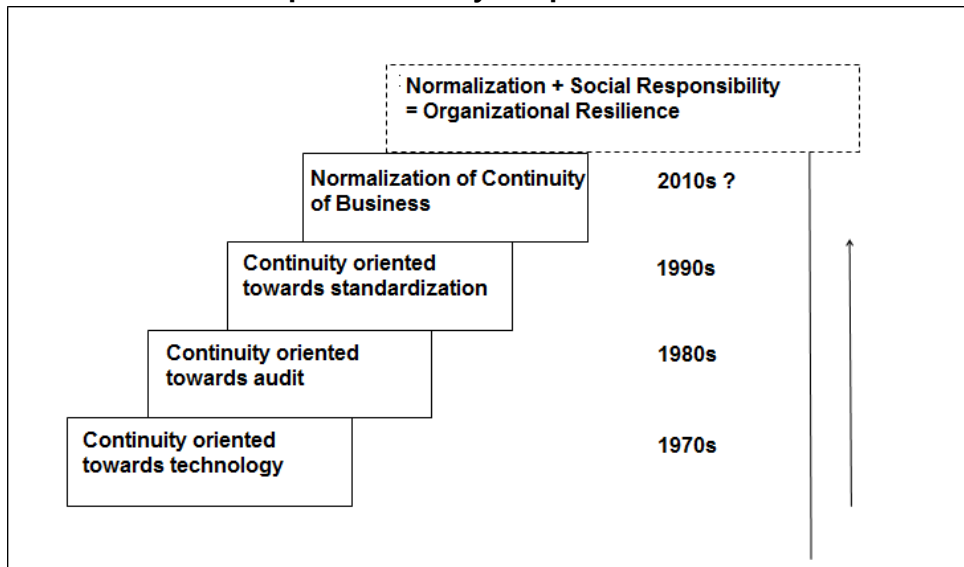 Normalization + Social Responsibility
= Organizational Resilience
Normalization of Continuity
of Business
2010s ?
Continuity oriented
towards standardization
1990s
Continuity oriented
towards audit
1980s
Continuity oriented
towards technology
1970s